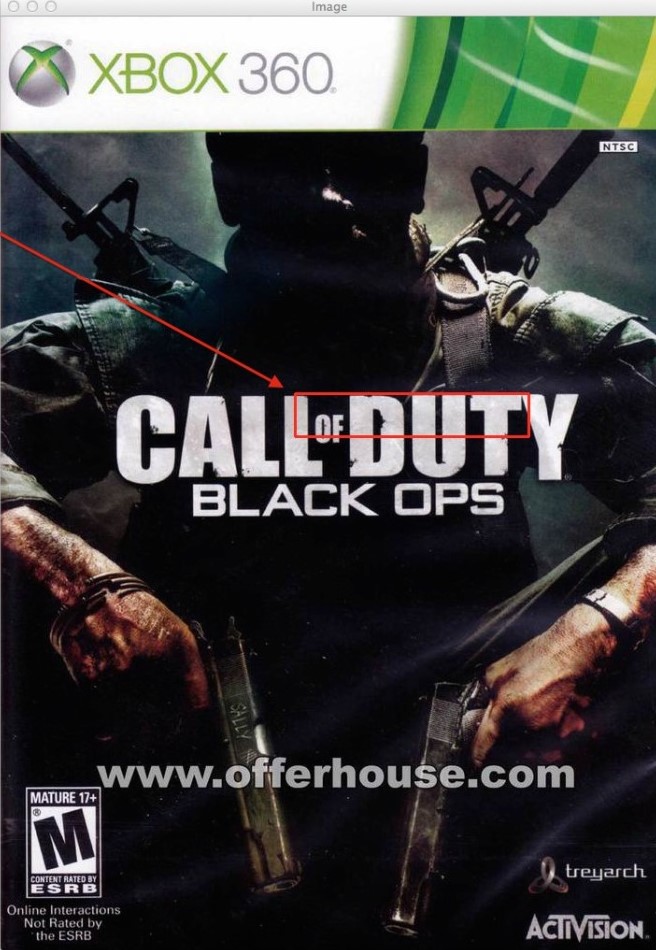 Image
XBOX 360
NTSC
CALL OF DUTY
BLACK OPS
SALLY
www.offerhouse.com
MATURE 17+
M
CONTENT RATED BY
ESRB
Online Interactions
Not Rated by
the ESRB
treyarch
ACTIVISION